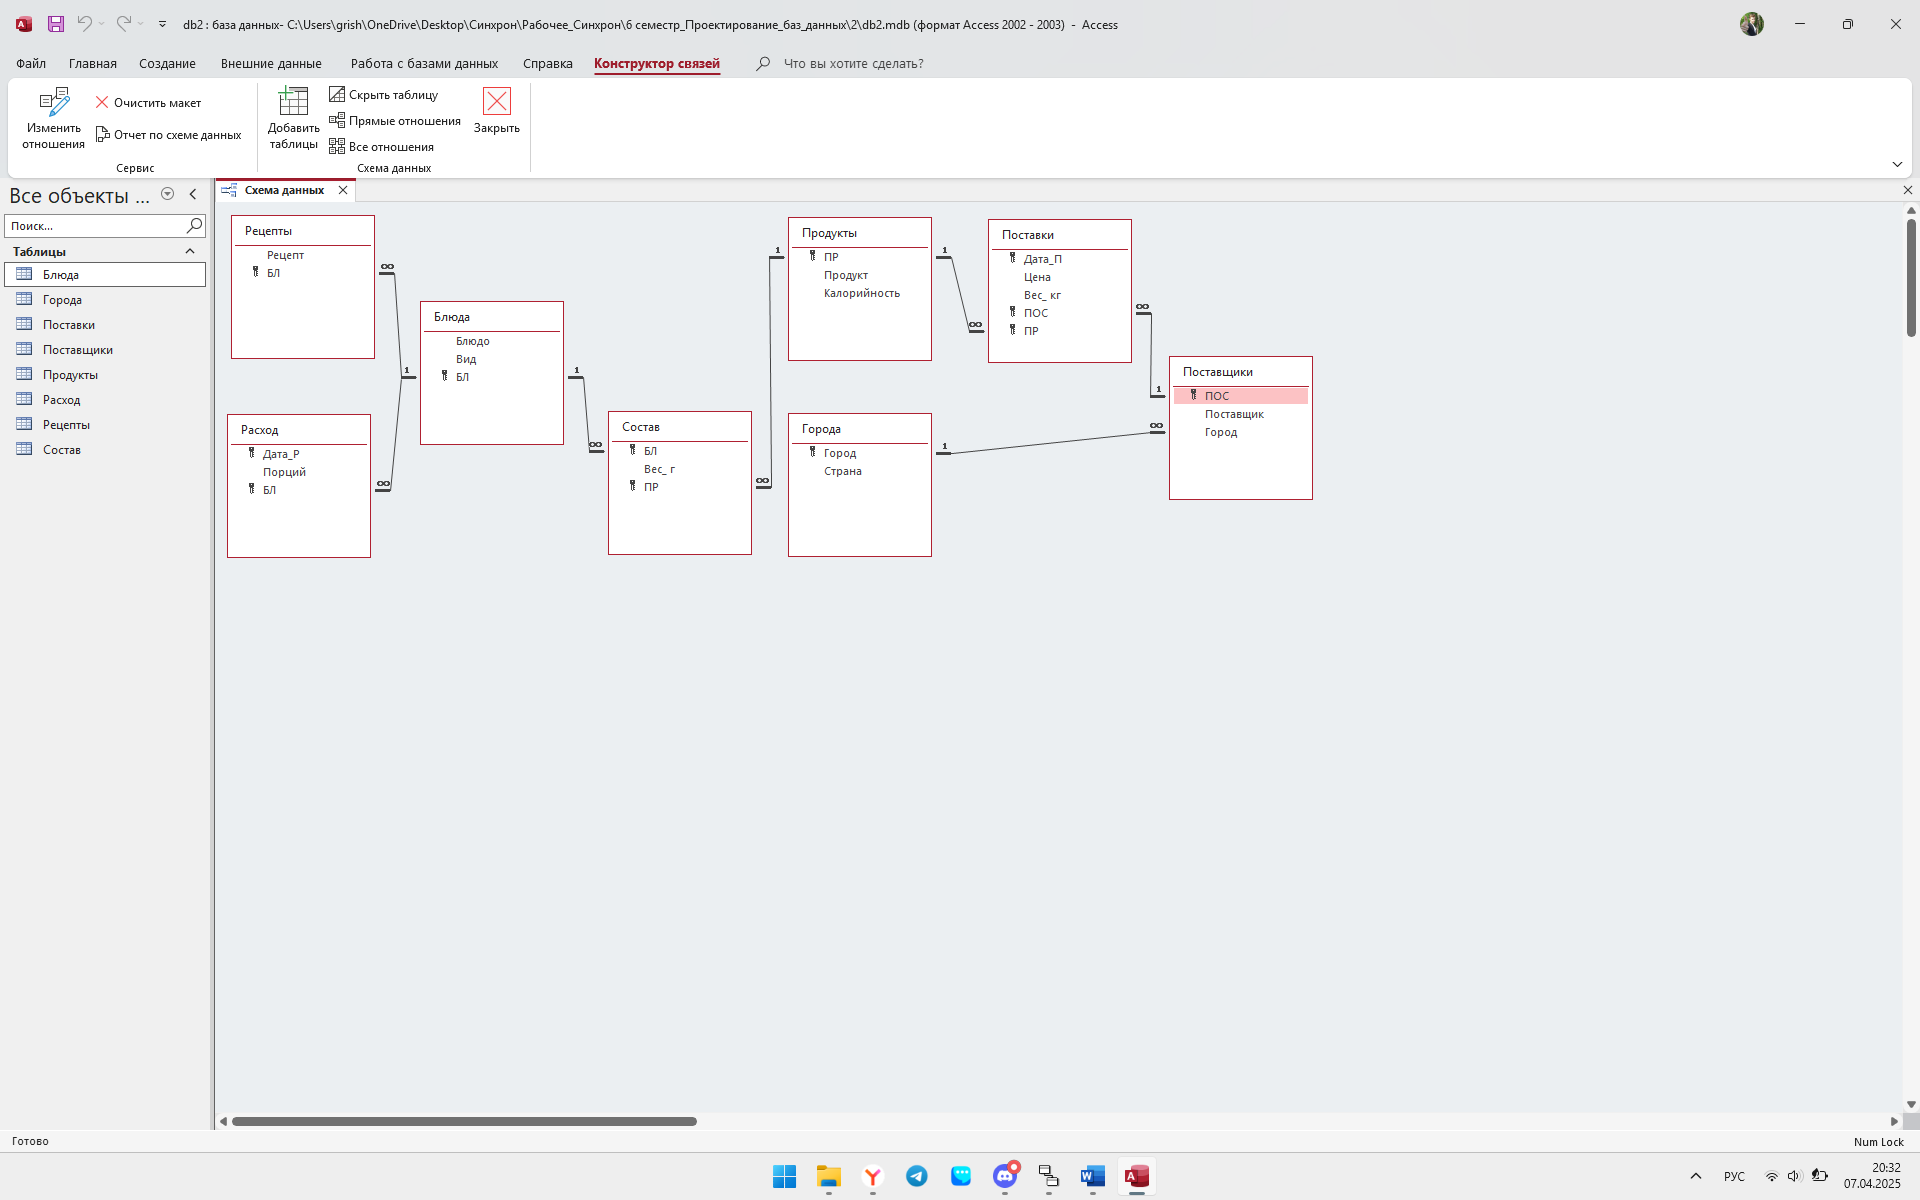 db2 : база данных- C:\Users\grish\OneDrive\Desktop\Синхрон\Рабочее_Синхрон\6 семестр_Проектирование_баз_данных\2\db2.mdb (формат Access 2002 - 2003) - Access
Файл Главная Создание Внешние данные Работа с базами данных Справка Конструктор связей Что вы хотите сделать?
Изменить отношения
Очистить макет
Отчет по схеме данных
Сервис
Добавить таблицы
Скрыть таблицу
Прямые отношения
Все отношения
Закрыть
Схема данных
Все объекты ...
Поиск...
Таблицы
Блюда
Города
Поставки
Поставщики
Продукты
Расход
Рецепты
Состав
Схема данных
Рецепты
Рецепт
БЛ
∞
Расход
Дата_Р
Порций
БЛ
∞
1
Блюда
Блюдо
Вид
БЛ
1
∞
Состав
БЛ
Вес_ г
ПР
∞
1
Продукты
ПР
Продукт
Калорийность
1
∞
Города
Город
Страна
1
Поставки
Дата_П
Цена
Вес_ кг
ПОС
ПР
∞
1
∞
Поставщики
ПОС
Поставщик
Город
Готово
Num Lock
РУС
20:32
07.04.2025